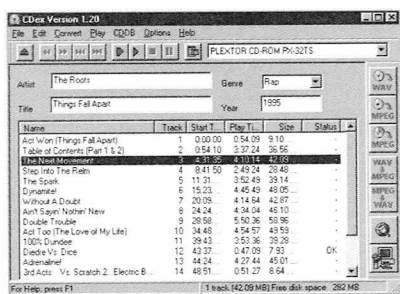 CDex Version 1.20
File Edit Convert Play CDDB Options Help
PLEXTOR CD-ROM PX-32TS
Artist The Roots Genre Rap
Title Things Fall Apart Year 1995
Name Track Start T... Play Ti... Size Status
Act Won (Things Fall Apart) 1 0:00.00 0:54.09 9.10
Table of Contents (Part 1 & 2) 2 0:54.10 3:37.24 36.56
The Next Movement 3 4:31.35 4:10.14 42.09
Step Into The Relm 4 8:41.50 2:49.24 28.48
The Spark 5 11:31. 3:52.49 39.14
Dynamite! 6 15:23. 4:45.49 48.05
Without A Doubt 7 20:09. 4:14.64 42.87
Ain't Sayin' Nothin' New 8 24:24. 4:34.04 46.10
Double Trouble 9 28:58. 5:50.36 58.96
Act Too (The Love of My Life) 10 34:48. 4:54.57 49.59
100% Dundee 11 39:43. 3:53.36 39.28
Diedre Vs. Dice 12 43:37. 0:47.09 7.93 OK
Adrenaline! 13 44:24. 4:27.44 45.01
3rd Acts: Vs. Scratch 2. Electric B... 14 48:51. 0:51.27 8.64
WAV
MPEG
MPEG
WAV
MPEG
MPEG
WAV
For Help, press F1 1 track (42.09 MB) Free disk space 282 MB